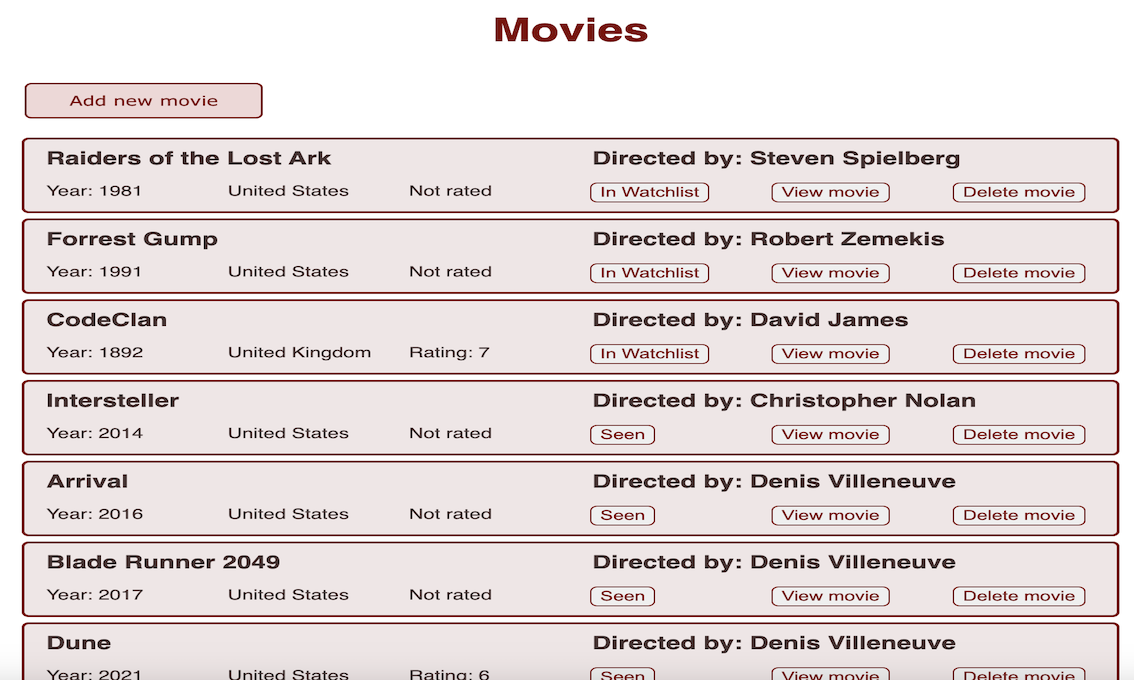 Movies
Add new movie
Raiders of the Lost Ark Directed by: Steven Spielberg
Year: 1981 United States Not rated In Watchlist View movie Delete movie
Forrest Gump Directed by: Robert Zemekis
Year: 1991 United States Not rated In Watchlist View movie Delete movie
CodeClan Directed by: David James
Year: 1892 United Kingdom Rating: 7 In Watchlist View movie Delete movie
Intersteller Directed by: Christopher Nolan
Year: 2014 United States Not rated Seen View movie Delete movie
Arrival Directed by: Denis Villeneuve
Year: 2016 United States Not rated Seen View movie Delete movie
Blade Runner 2049 Directed by: Denis Villeneuve
Year: 2017 United States Not rated Seen View movie Delete movie
Dune Directed by: Denis Villeneuve
Year: 2021 United States Rating: 6 Seen View movie Delete movie